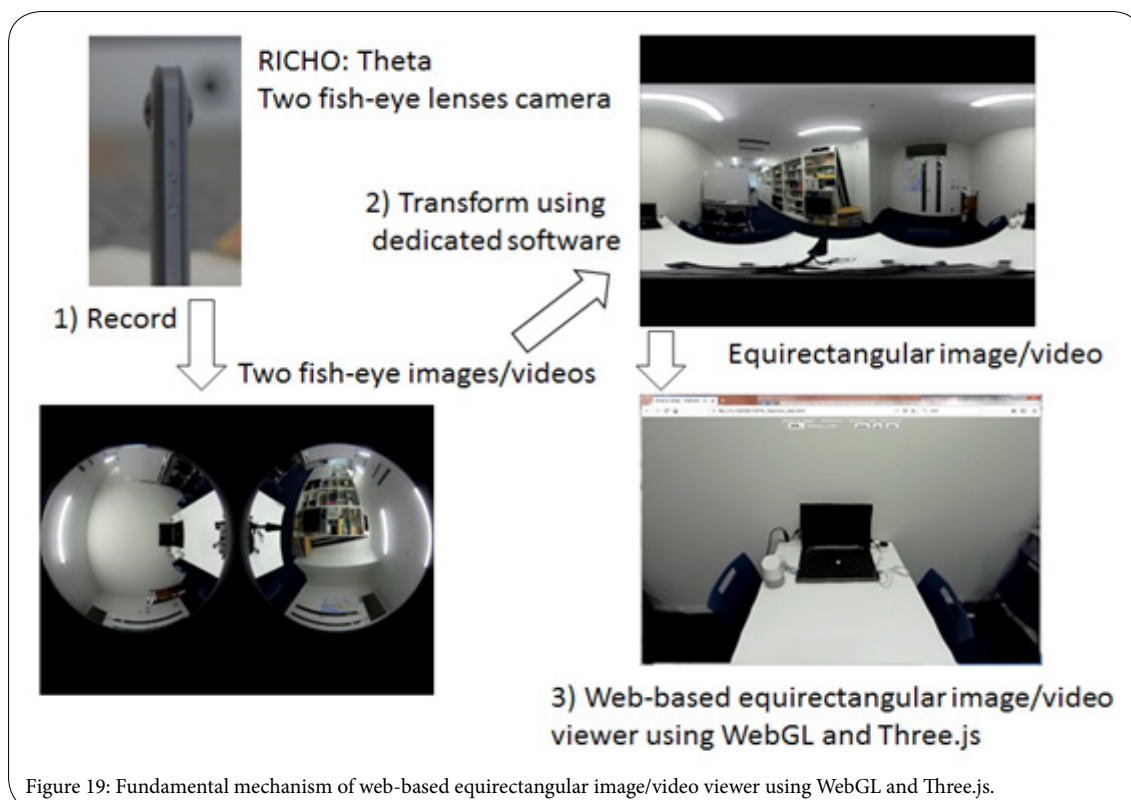 RICHO: Theta
Two fish-eye lenses camera
1) Record
Two fish-eye images/videos
2) Transform using
dedicated software
Equirectangular image/video
3) Web-based equirectangular image/video
viewer using WebGL and Three.js
Figure 19: Fundamental mechanism of web-based equirectangular image/video viewer using WebGL and Three.js.